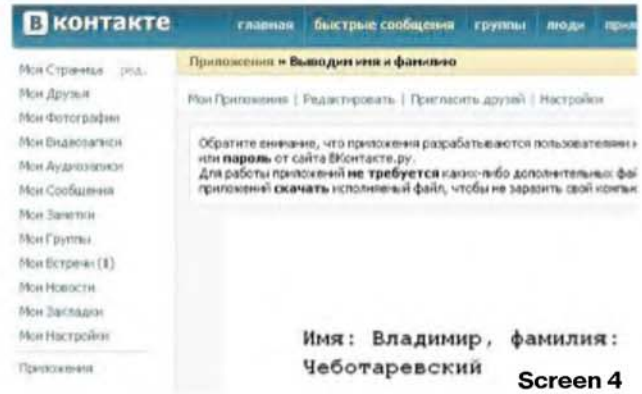 В контакте
главная быстрые сообщения группы люди
Приложения » Выводим имя и фамилию
Моя Страница ред.
Мои Друзья
Мои Фотографии
Мои Видеозаписи
Мои Аудиозаписи
Мои Сообщения
Мои Заметки
Мои Группы
Мои Встречи (1)
Мои Новости
Мои Закладки
Мои Настройки
Приложения
Мои Приложения | Редактировать | Пригласить друзей | Настройки
Обратите внимание, что приложения разрабатываются пользователями
или пароль от сайта ВКонтакте.ру.
Для работы приложений не требуется каких-либо дополнительных
приложений скачать исполняемый файл, чтобы не заразить свой
Имя: Владимир, фамилия:
Чеботаревский
Screen 4